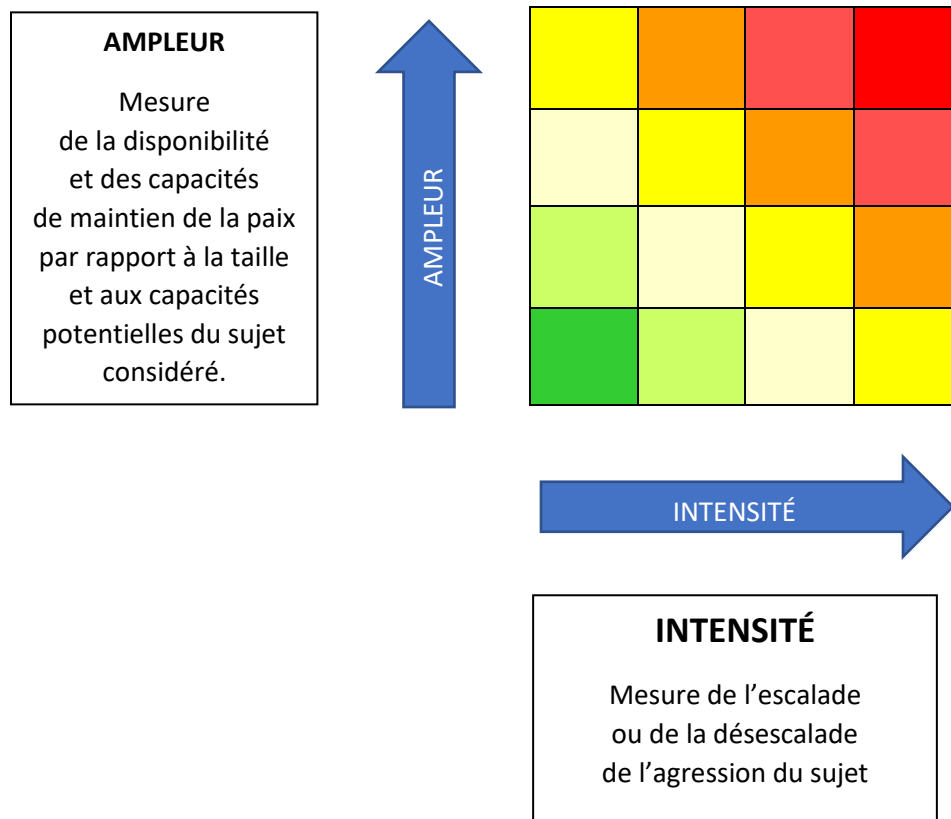 AMPLEUR
Mesure
de la disponibilité
et des capacités
de maintien de la paix
par rapport à la taille
et aux capacités
potentielles du sujet
considéré.
AMPLEUR
INTENSITÉ
INTENSITÉ
Mesure de l’escalade
ou de la désescalade
de l’agression du sujet